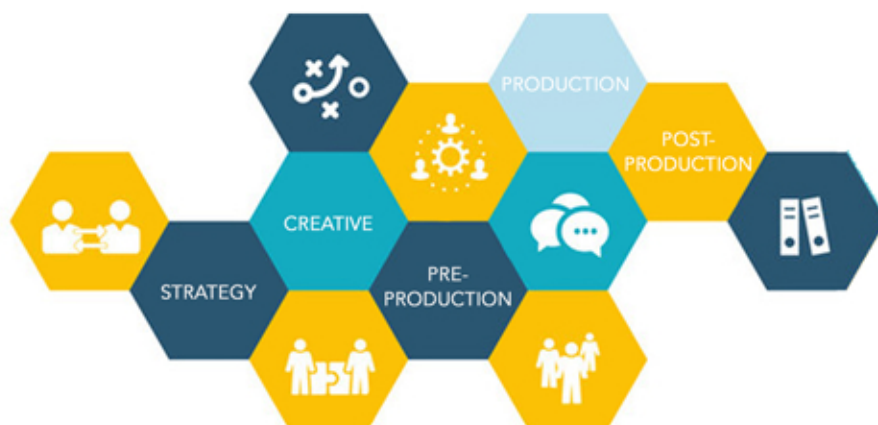 STRATEGY
CREATIVE
PRE-
PRODUCTION
PRODUCTION
POST-
PRODUCTION